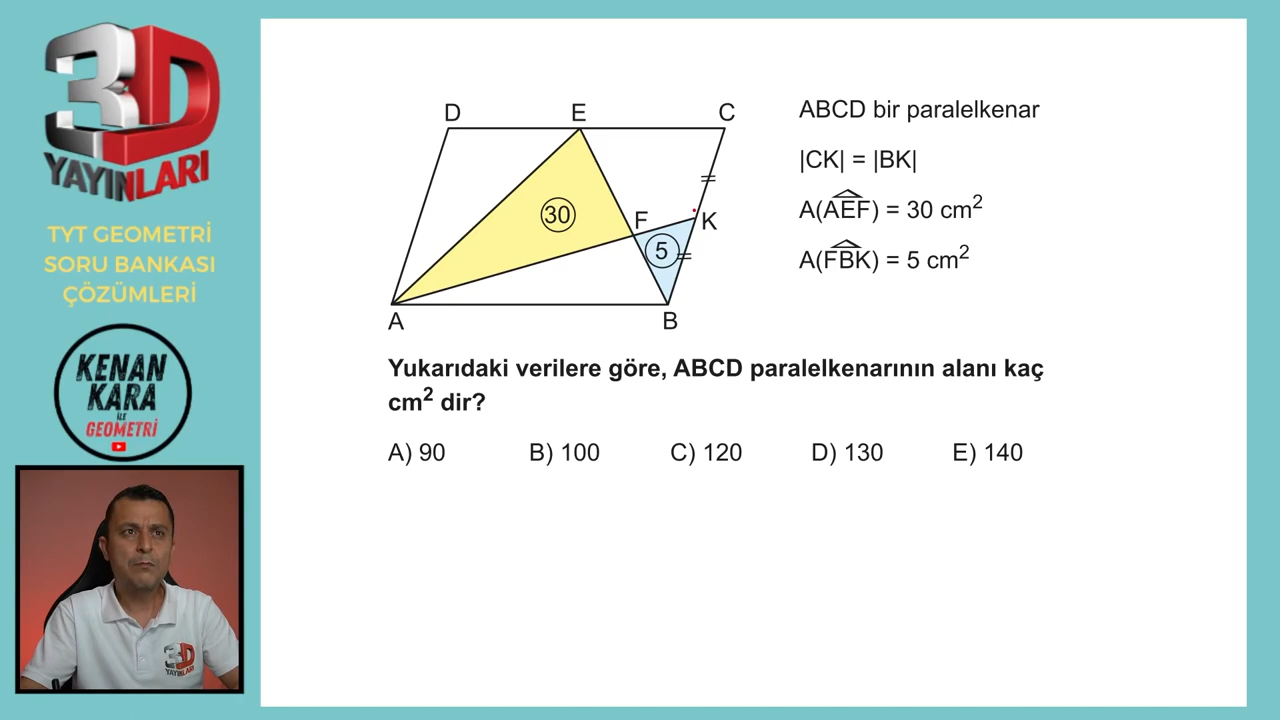 3D
YAYINLARI
TYT GEOMETRİ
SORU BANKASI
ÇÖZÜMLERİ
KENAN
KARA
İLE
GEOMETRİ
3D
YAYINLARI
D E C
30
F
K
5
A B
ABCD bir paralelkenar
|CK| = |BK|
A(AEF) = 30 cm²
A(FBK) = 5 cm²
Yukarıdaki verilere göre, ABCD paralelkenarının alanı kaç
cm² dir?
A) 90 B) 100 C) 120 D) 130 E) 140